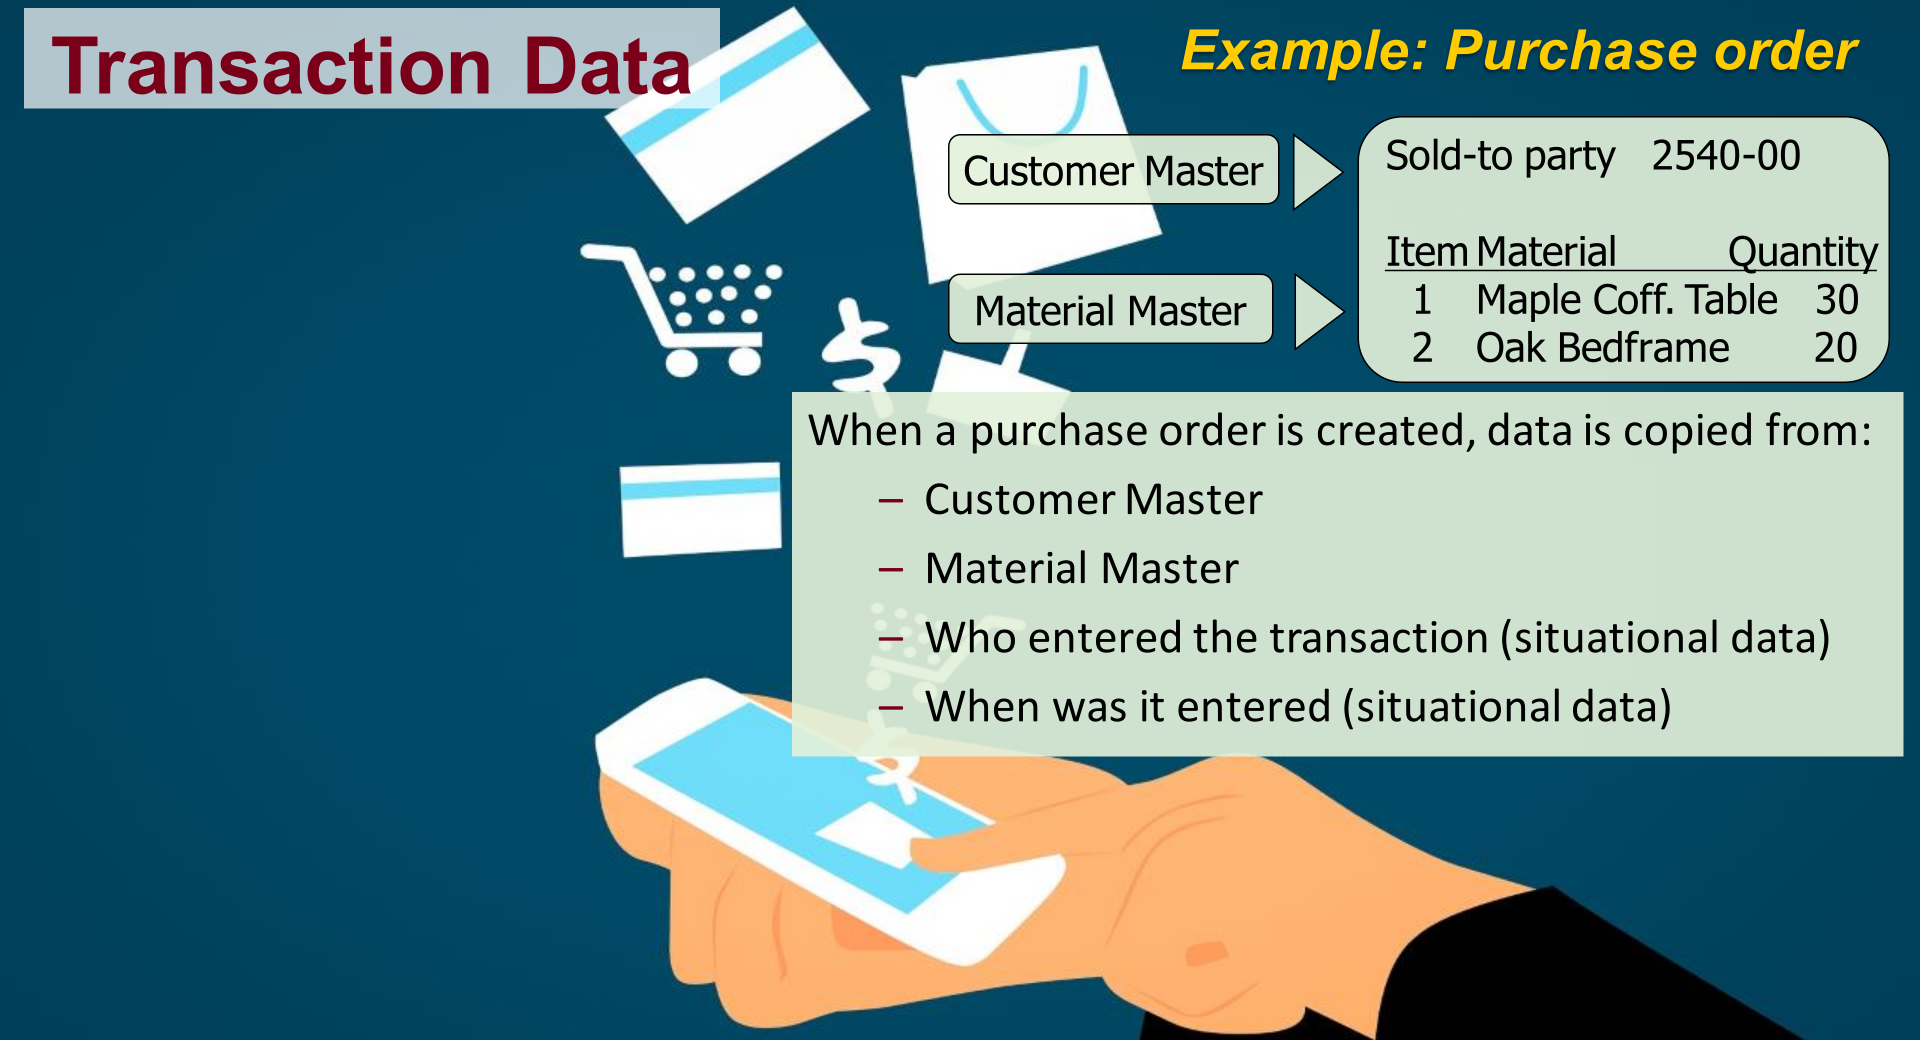 Transaction Data
Example: Purchase order
Customer Master
Sold-to party 2540-00
Item Material Quantity
Material Master
1 Maple Coff. Table 30
2 Oak Bedframe 20
When a purchase order is created, data is copied from:
– Customer Master
– Material Master
– Who entered the transaction (situational data)
– When was it entered (situational data)
$
$